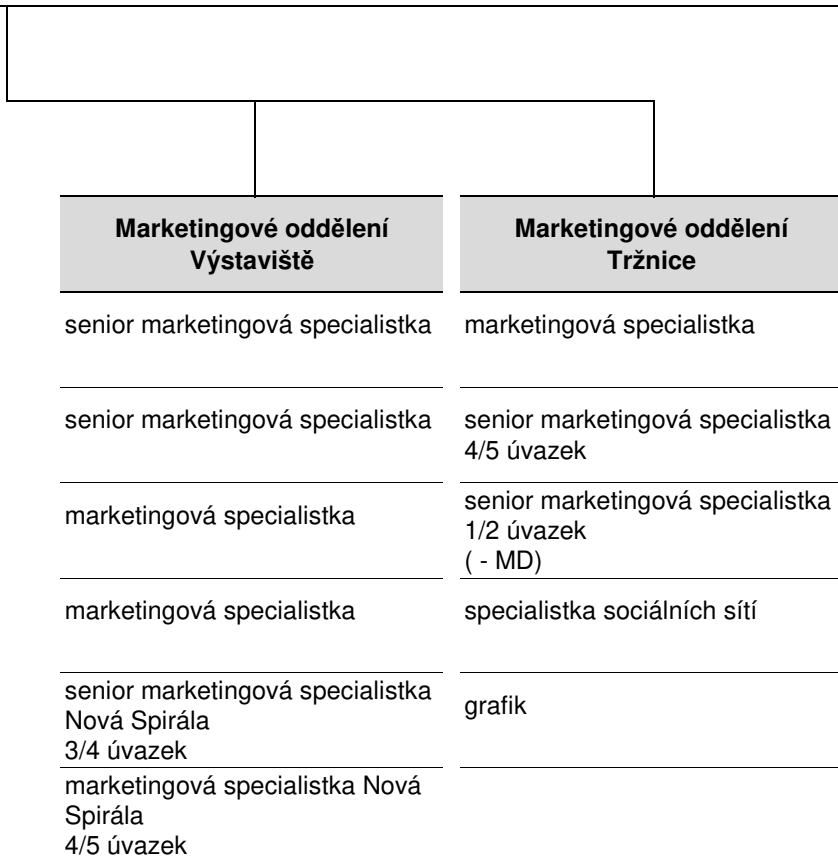 Marketingové oddělení
Výstaviště
senior marketingová specialistka
senior marketingová specialistka
marketingová specialistka
marketingová specialistka
senior marketingová specialistka
Nová Spirála
3/4 úvazek
marketingová specialistka Nová
Spirála
4/5 úvazek
Marketingové oddělení
Tržnice
marketingová specialistka
senior marketingová specialistka
4/5 úvazek
senior marketingová specialistka
1/2 úvazek
( - MD)
specialistka sociálních sítí
grafik